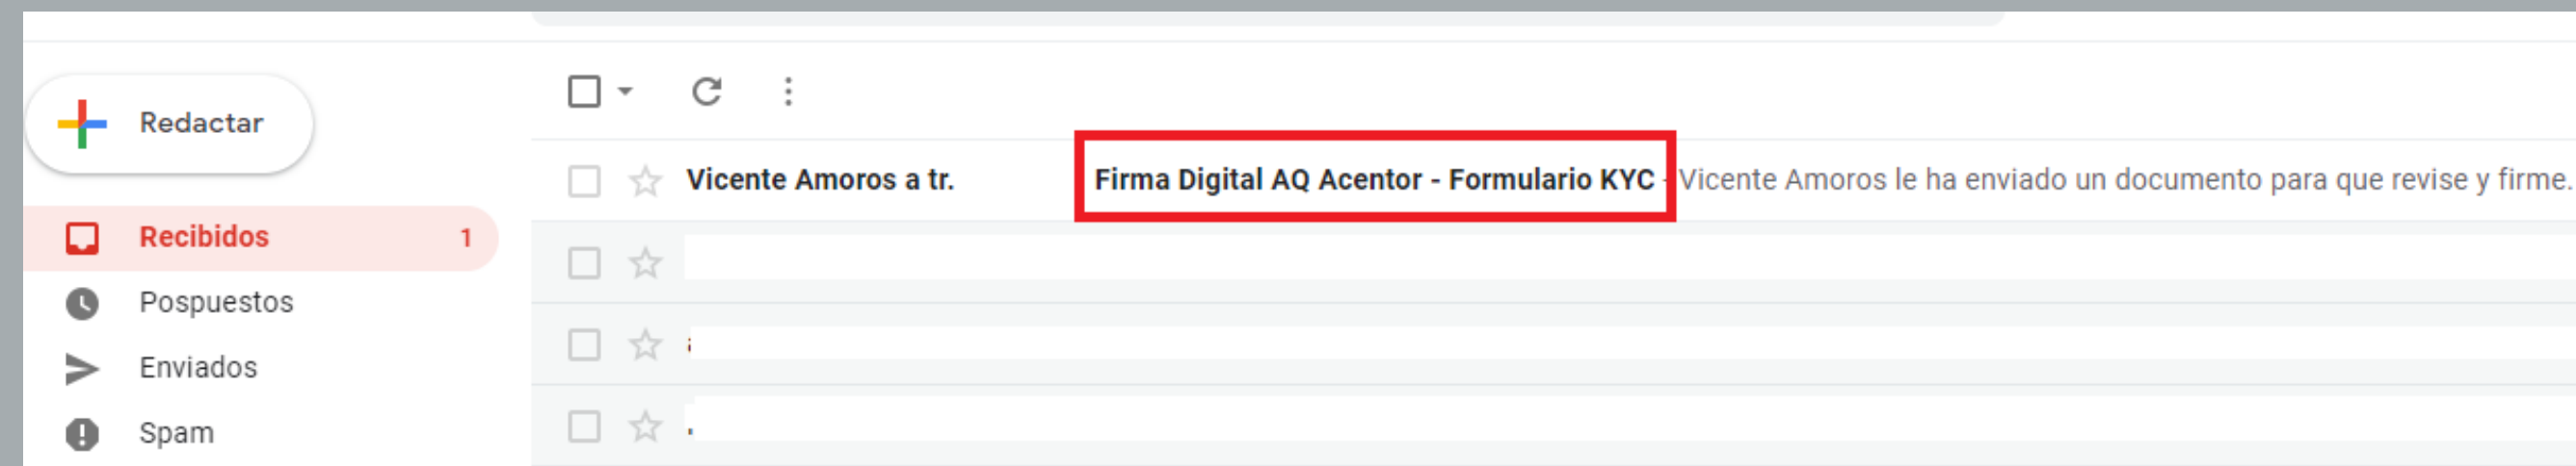 Redactar
Vicente Amoros a tr. Firma Digital AQ Acentor - Formulario KYC - Vicente Amoros le ha enviado un documento para que revise y firme.
Recibidos 1
Pospuestos
Enviados
Spam